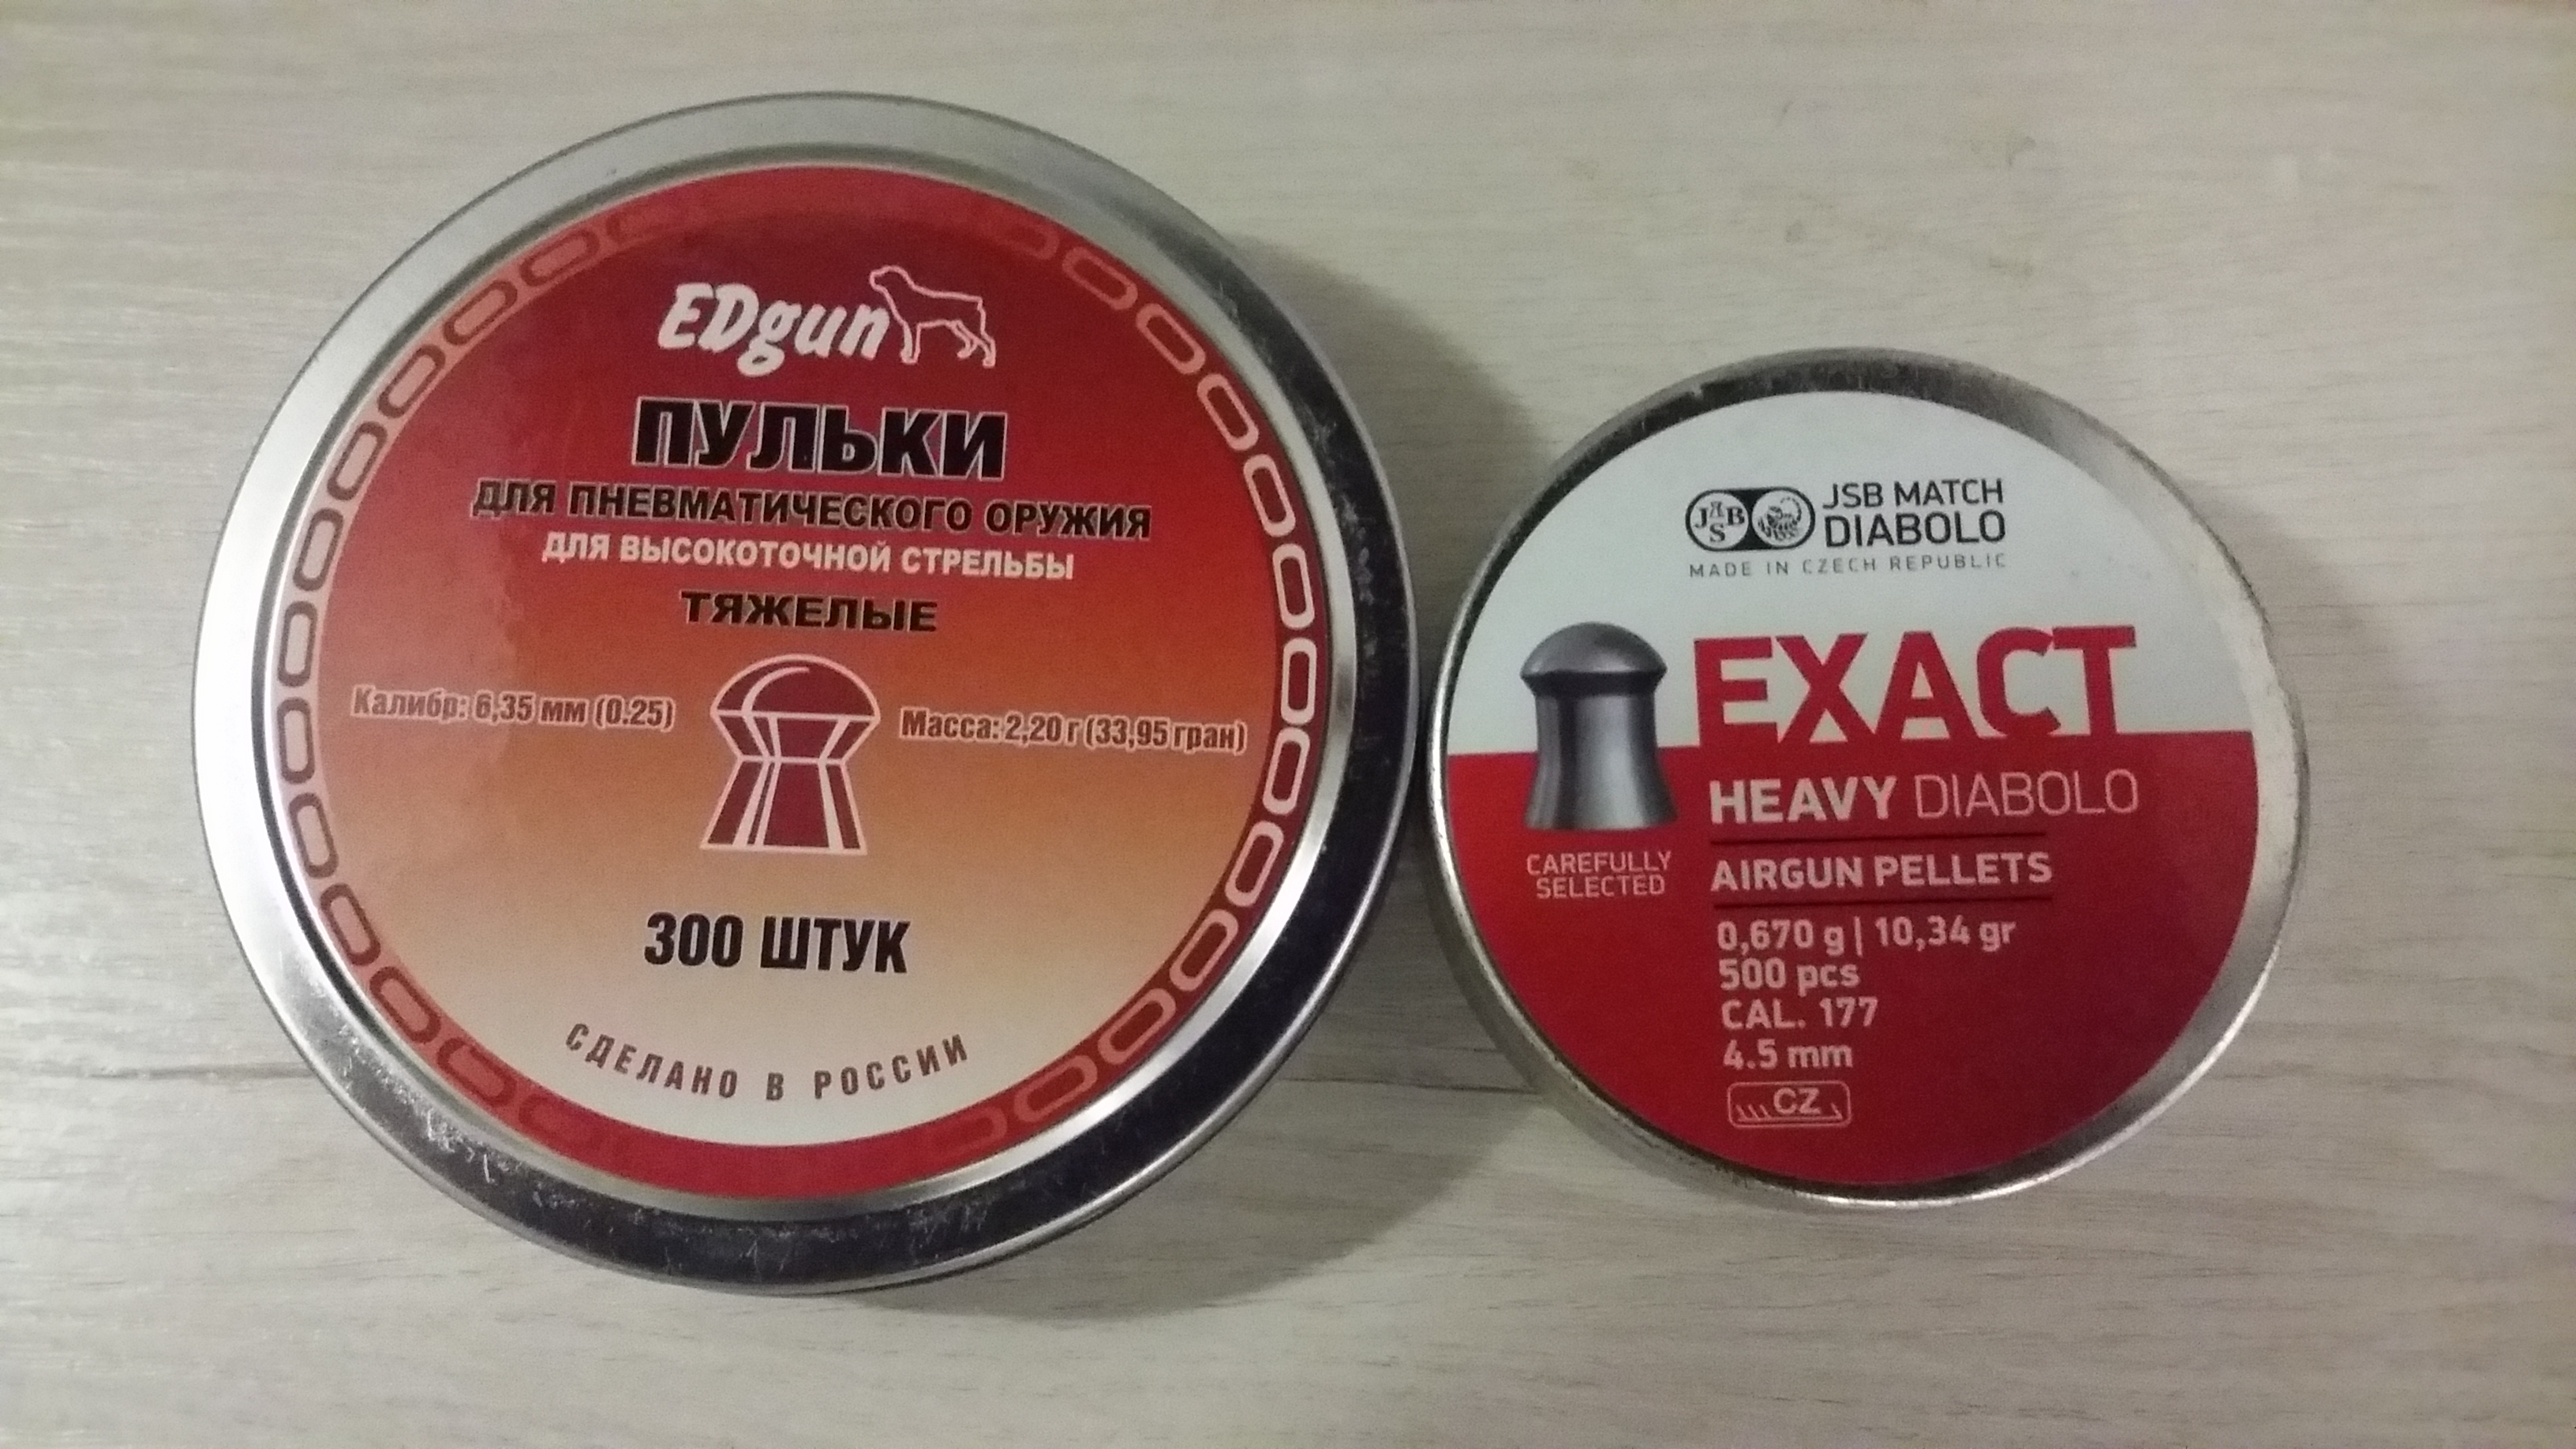 EDgun
ПУЛЬКИ
ДЛЯ ПНЕВМАТИЧЕСКОГО ОРУЖИЯ
ДЛЯ ВЫСОКОТОЧНОЙ СТРЕЛЬБЫ
ТЯЖЕЛЫЕ
Калибр: 6,35 мм (0.25)
Масса: 2,20 г (33,95 гран)
300 ШТУК
СДЕЛАНО В РОССИИ
JSB
JSB MATCH
DIABOLO
MADE IN CZECH REPUBLIC
EXACT
HEAVY DIABOLO
AIRGUN PELLETS
CAREFULLY
SELECTED
0,670 g | 10,34 gr
500 pcs
CAL. 177
4.5 mm
CZ